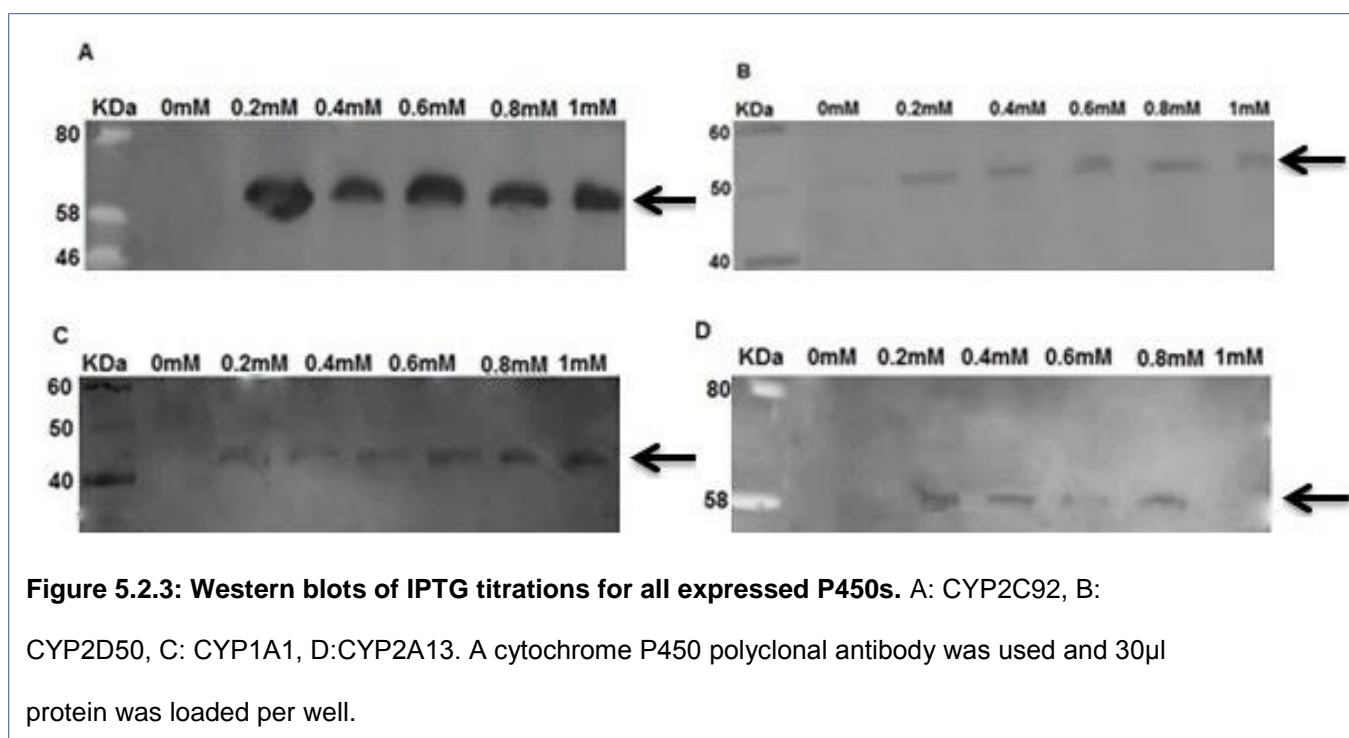 A
KDa 0mM 0.2mM 0.4mM 0.6mM 0.8mM 1mM
80
58
46
B
KDa 0mM 0.2mM 0.4mM 0.6mM 0.8mM 1mM
60
50
40
C
KDa 0mM 0.2mM 0.4mM 0.6mM 0.8mM 1mM
60
50
40
D
KDa 0mM 0.2mM 0.4mM 0.6mM 0.8mM 1mM
80
58
Figure 5.2.3: Western blots of IPTG titrations for all expressed P450s. A: CYP2C92, B:
CYP2D50, C: CYP1A1, D:CYP2A13. A cytochrome P450 polyclonal antibody was used and 30µl
protein was loaded per well.